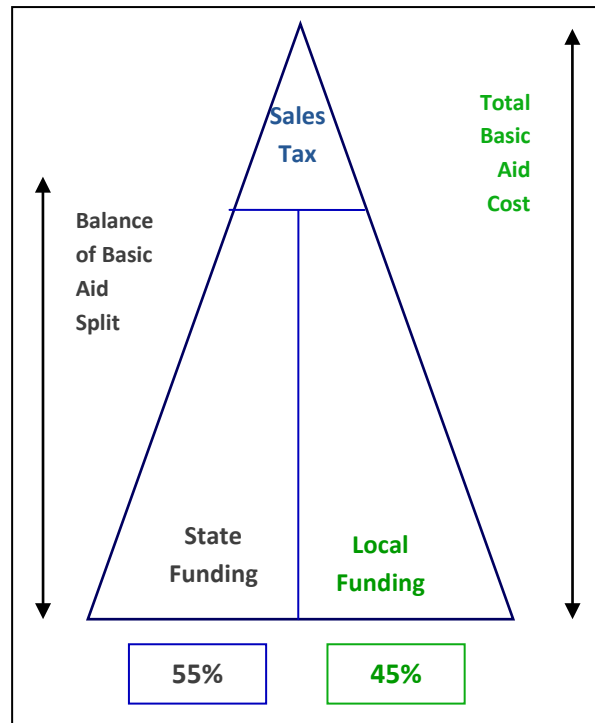 Sales
Tax
Total
Basic
Aid
Cost
Balance
of Basic
Aid
Split
State
Funding
Local
Funding
55%
45%